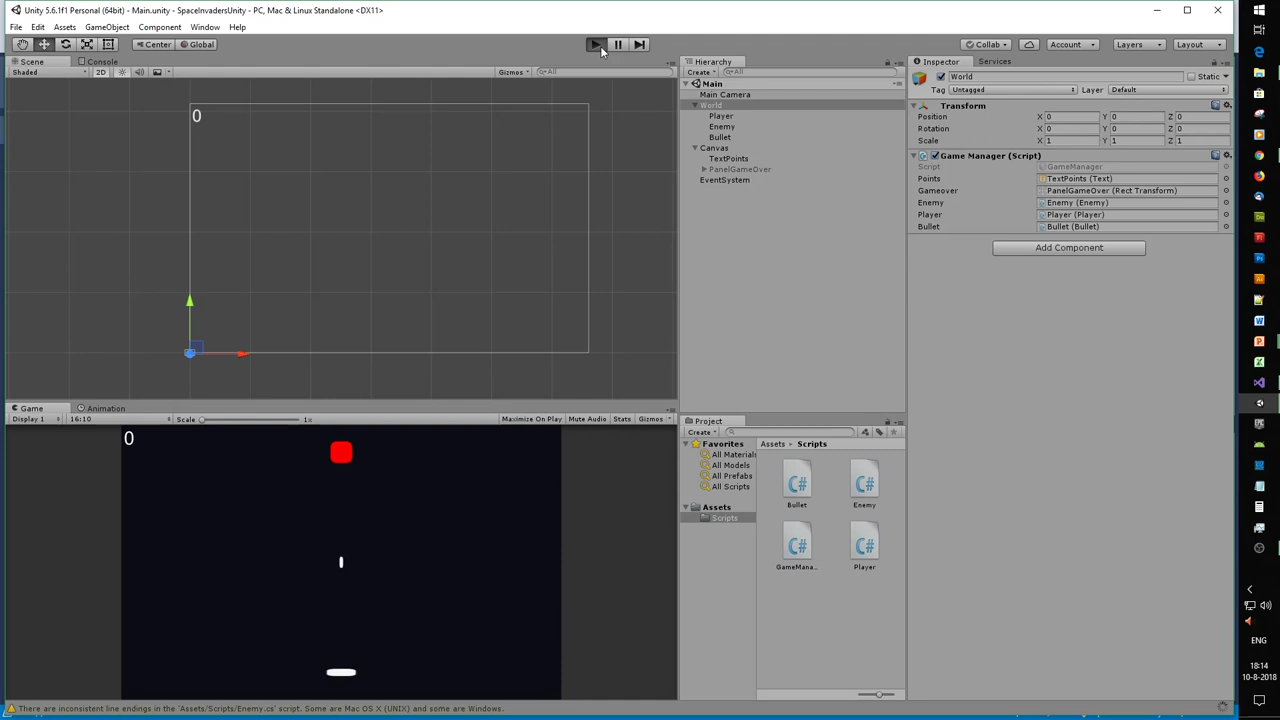 Unity 5.6.1f1 Personal (64bit) - Main.unity - SpaceInvadersUnity - PC, Mac & Linux Standalone <DX11>
File Edit Assets GameObject Component Window Help
Center Global
Collab Account Layers Layout
Scene Console
Shaded 2D Gizmos All
0
Hierarchy
Create All
Main
Main Camera
World
Player
Enemy
Bullet
Canvas
TextPoints
PanelGameOver
EventSystem
Inspector Services
World Static
Tag Untagged Layer Default
Transform
Position X 0 Y 0 Z 0
Rotation X 0 Y 0 Z 0
Scale X 1 Y 1 Z 1
Game Manager (Script)
Script GameManager
Points TextPoints (Text)
Gameover PanelGameOver (Rect Transform)
Enemy Enemy (Enemy)
Player Player (Player)
Bullet Bullet (Bullet)
Add Component
Game Animation
Display 1 16:10 Scale 1x Maximize On Play Mute Audio Stats Gizmos
0
Project
Create
Favorites
All Materials
All Models
All Prefabs
All Scripts
Assets
Scripts
Assets Scripts
Bullet Enemy
GameMana... Player
There are inconsistent line endings in the 'Assets/Scripts/Enemy.cs' script. Some are Mac OS X (UNIX) and some are Windows.
ENG
18:14
10-8-2018